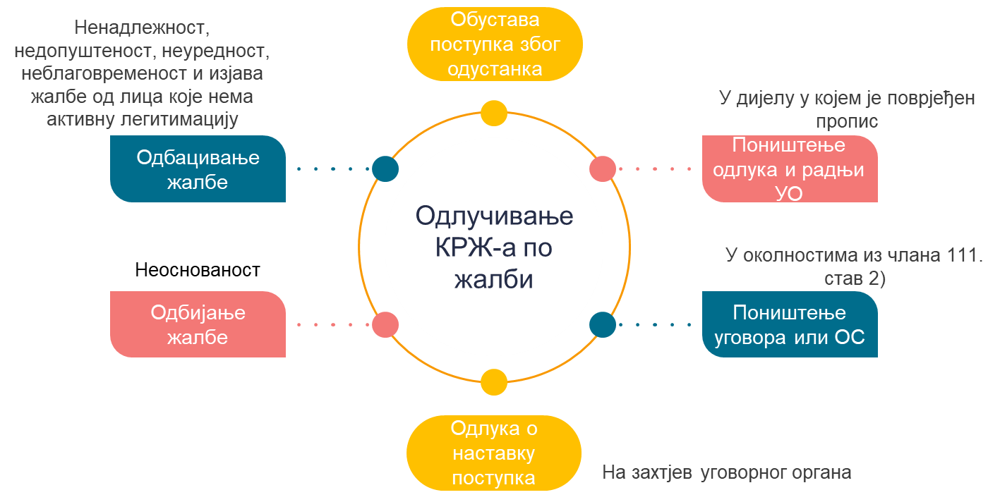 Обустава
поступка због
одустанка
Ненадлежност,
недопуштеност, неуредност,
неблаговременост и изјава
жалбе од лица које нема
активну легитимацију
Одбацивање
жалбе
У дијелу у којем је поврјеђен
пропис
Поништење
одлука и радњи
УО
Одлучивање
КРЖ-а по
жалби
Неоснованост
Одбијање
жалбе
У околностима из члана 111.
став 2)
Поништење
уговора или ОС
Одлука о
наставку
поступка
На захтјев уговорног органа